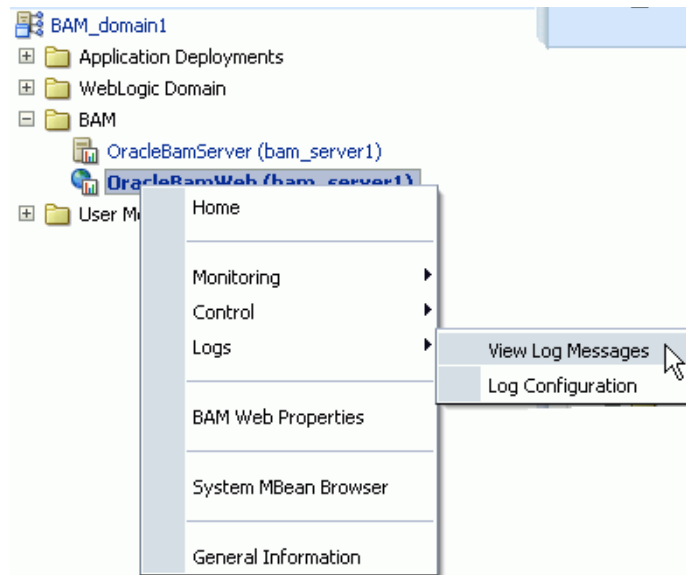 BAM_domain1
Application Deployments
WebLogic Domain
BAM
OracleBamServer (bam_server1)
OracleBamWeb (bam_server1)
User M
Home
Monitoring
Control
Logs
View Log Messages
Log Configuration
BAM Web Properties
System MBean Browser
General Information